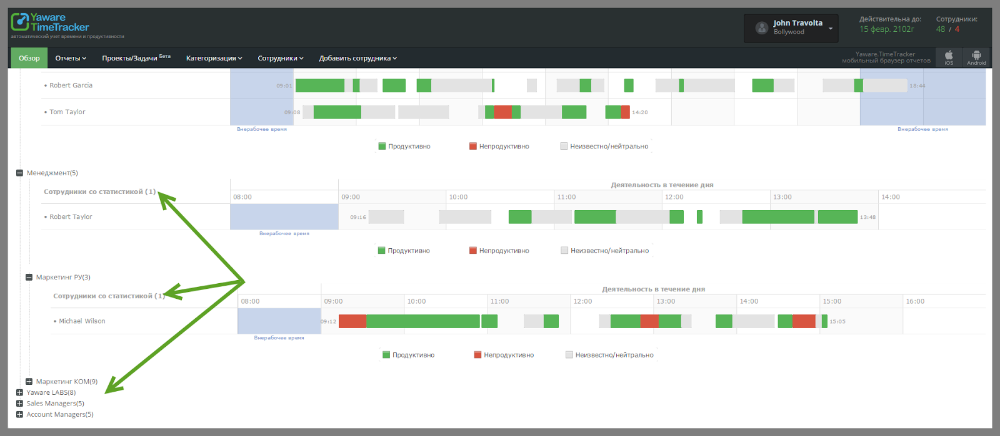 Yaware
TimeTracker
автоматический учет времени и продуктивности
John Travolta
Bollywood
Действительна до:
15 февр. 2102г
Сотрудники:
48 / 4
Обзор
Отчеты
Проекты/Задачи Бета
Категоризация
Сотрудники
Добавить сотрудника
Yaware.TimeTracker
мобильный браузер отчетов
iOS
Android
• Robert Garcia
09:01
18:44
• Tom Taylor
09:08
14:20
Внерабочее время
Внерабочее время
Продуктивно
Непродуктивно
Неизвестно/нейтрально
Менеджмент(5)
Сотрудники со статистикой (1)
Деятельность в течение дня
08:00
09:00
10:00
11:00
12:00
13:00
14:00
• Robert Taylor
09:16
13:48
Внерабочее время
Продуктивно
Непродуктивно
Неизвестно/нейтрально
Маркетинг РУ(3)
Сотрудники со статистикой (1)
Деятельность в течение дня
08:00
09:00
10:00
11:00
12:00
13:00
14:00
15:00
16:00
• Michael Wilson
09:12
15:05
Внерабочее время
Продуктивно
Непродуктивно
Неизвестно/нейтрально
Маркетинг КОМ(9)
Yaware LABS(8)
Sales Managers(5)
Account Managers(5)